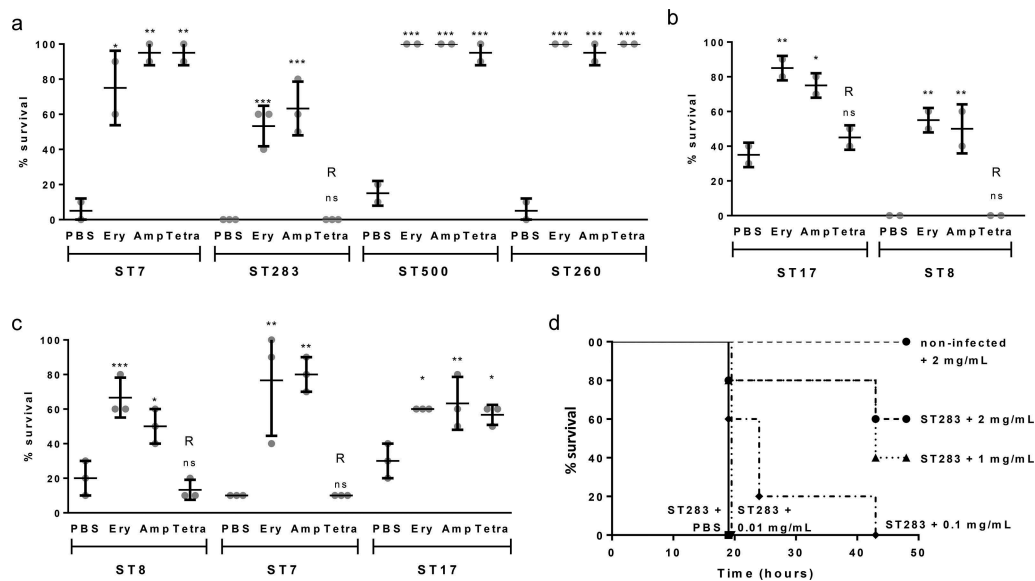 a
% survival
100
80
60
40
20
0
* ** **
*** ***
R
ns
*** *** ***
*** *** ***
PBS Ery Amp Tetra PBS Ery Amp Tetra PBS Ery Amp Tetra PBS Ery Amp Tetra
ST7 ST283 ST500 ST260
b
% survival
100
80
60
40
20
0
** *
R
ns
** **
R
ns
PBS Ery Amp Tetra PBS Ery Amp Tetra
ST17 ST8
c
% survival
100
80
60
40
20
0
*** *
R
ns
** **
R
ns
* ** *
PBS Ery Amp Tetra PBS Ery Amp Tetra PBS Ery Amp Tetra
ST8 ST7 ST17
d
% survival
00
80
60
40
20
0
non-infected
+ 2 mg/mL
ST283 + 2 mg/mL
ST283 + 1 mg/mL
ST283 + 0.1 mg/mL
ST283 +
PBS
ST283 +
0.01 mg/mL
0 10 20 30 40 50
Time (hours)